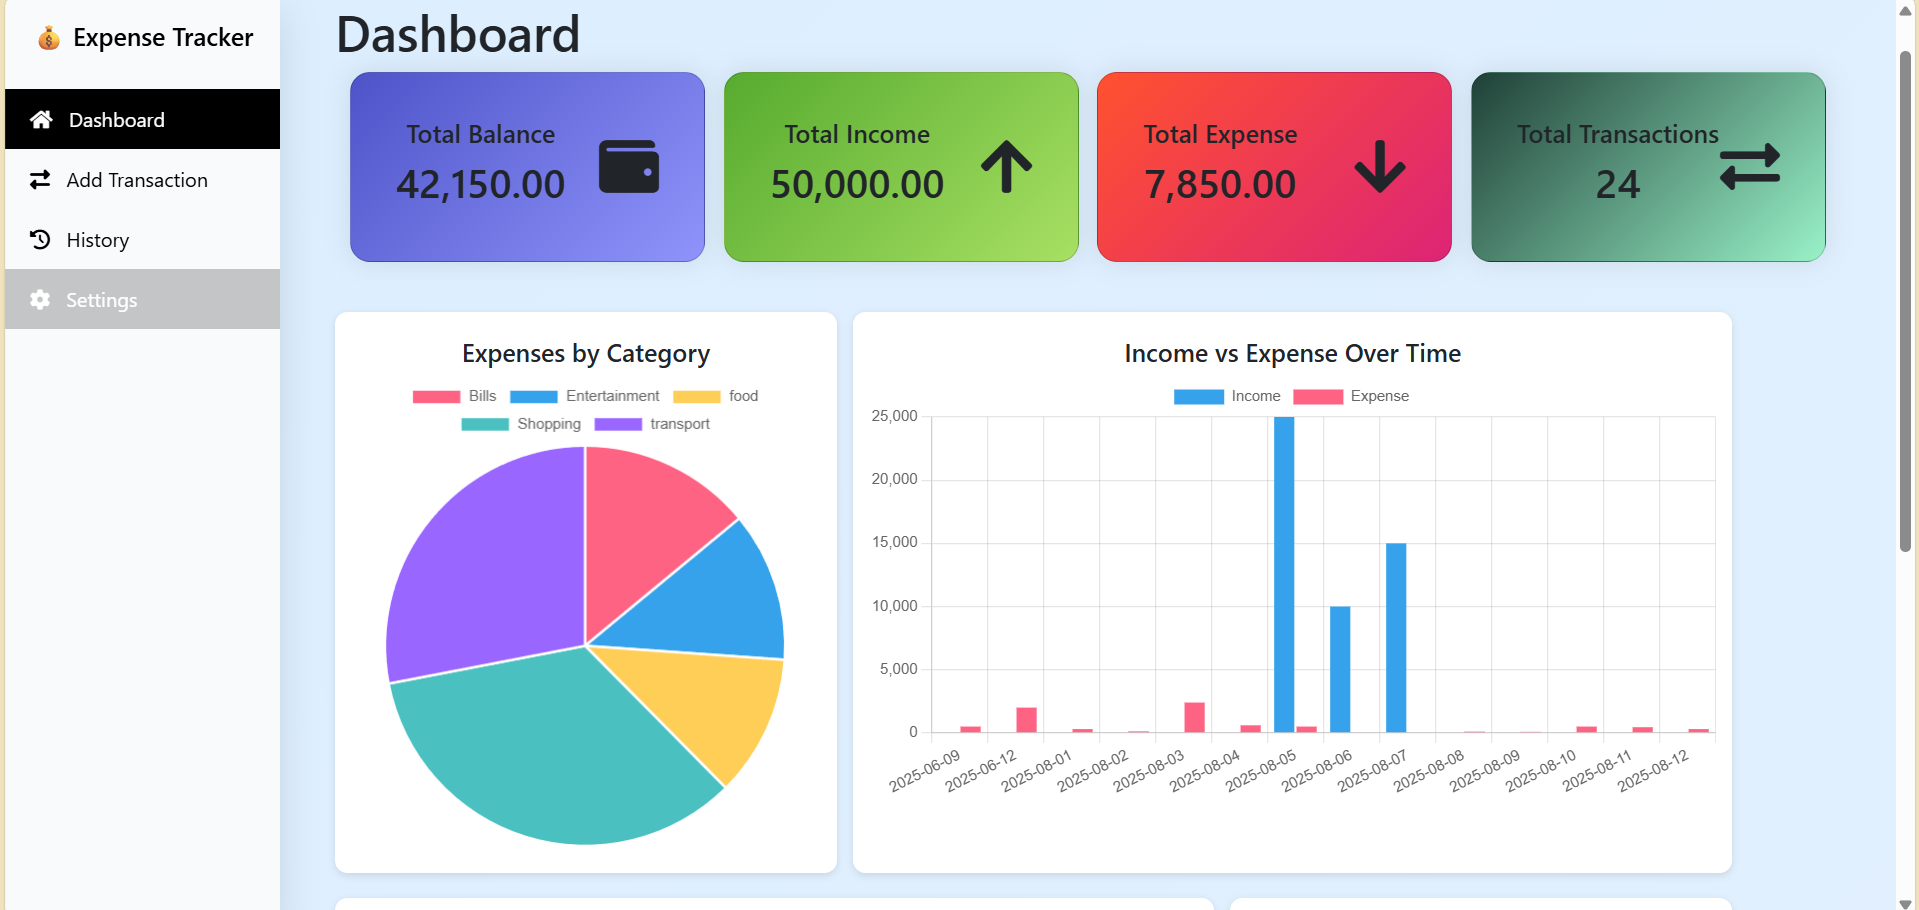 Expense Tracker
Dashboard
Add Transaction
History
Settings
Dashboard
Total Balance
42,150.00
Total Income
50,000.00
Total Expense
7,850.00
Total Transactions
24
Expenses by Category
Bills Entertainment food
Shopping transport
Income vs Expense Over Time
Income Expense
25,000
20,000
15,000
10,000
5,000
0
2025-06-09 2025-06-12 2025-08-01 2025-08-02 2025-08-03 2025-08-04 2025-08-05 2025-08-06 2025-08-07 2025-08-08 2025-08-09 2025-08-10 2025-08-11 2025-08-12